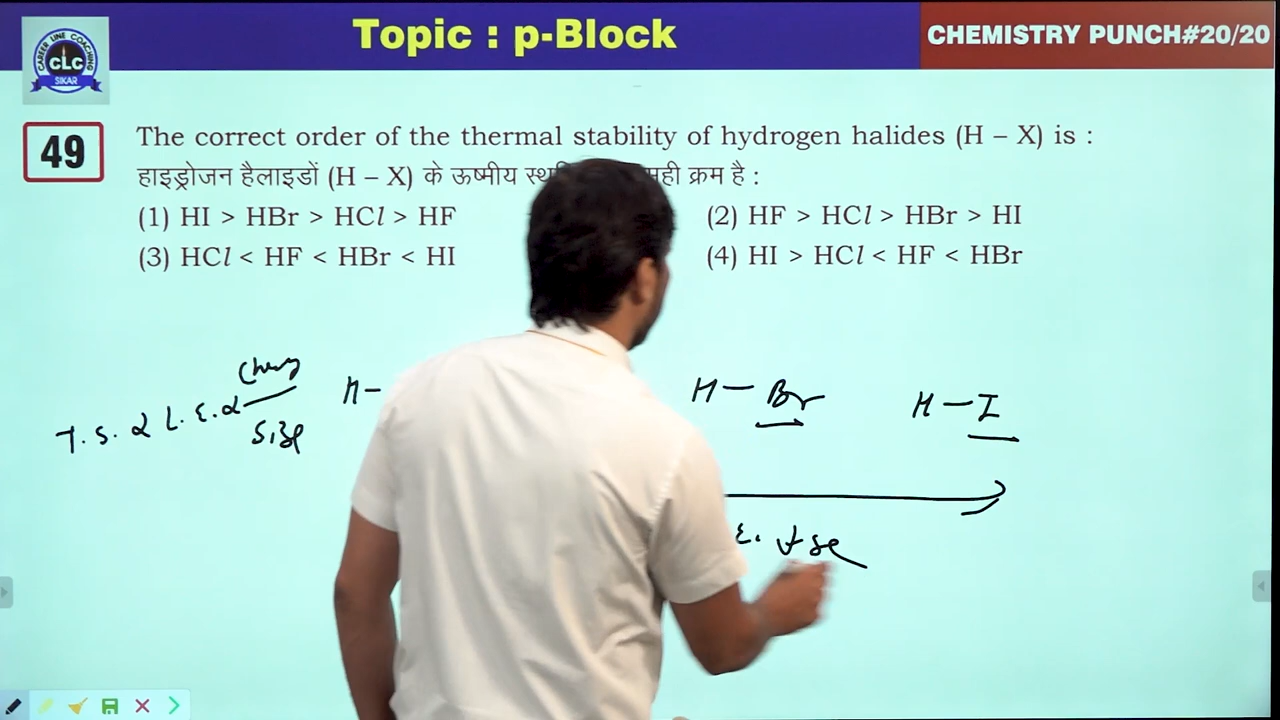 Topic : p-Block
CHEMISTRY PUNCH#20/20
CAREER LINE COACHING
CLC
SIKAR
49
The correct order of the thermal stability of hydrogen halides (H – X) is :
हाइड्रोजन हैलाइडों (H – X) के ऊष्मीय क्रम है :
(1) HI > HBr > HCl > HF
(2) HF > HCl > HBr > HI
(3) HCl < HF < HBr < HI
(4) HI > HCl < HF < HBr
T. S. α L. E. α
Size
H –
H – Br
H – I
E. ↓se